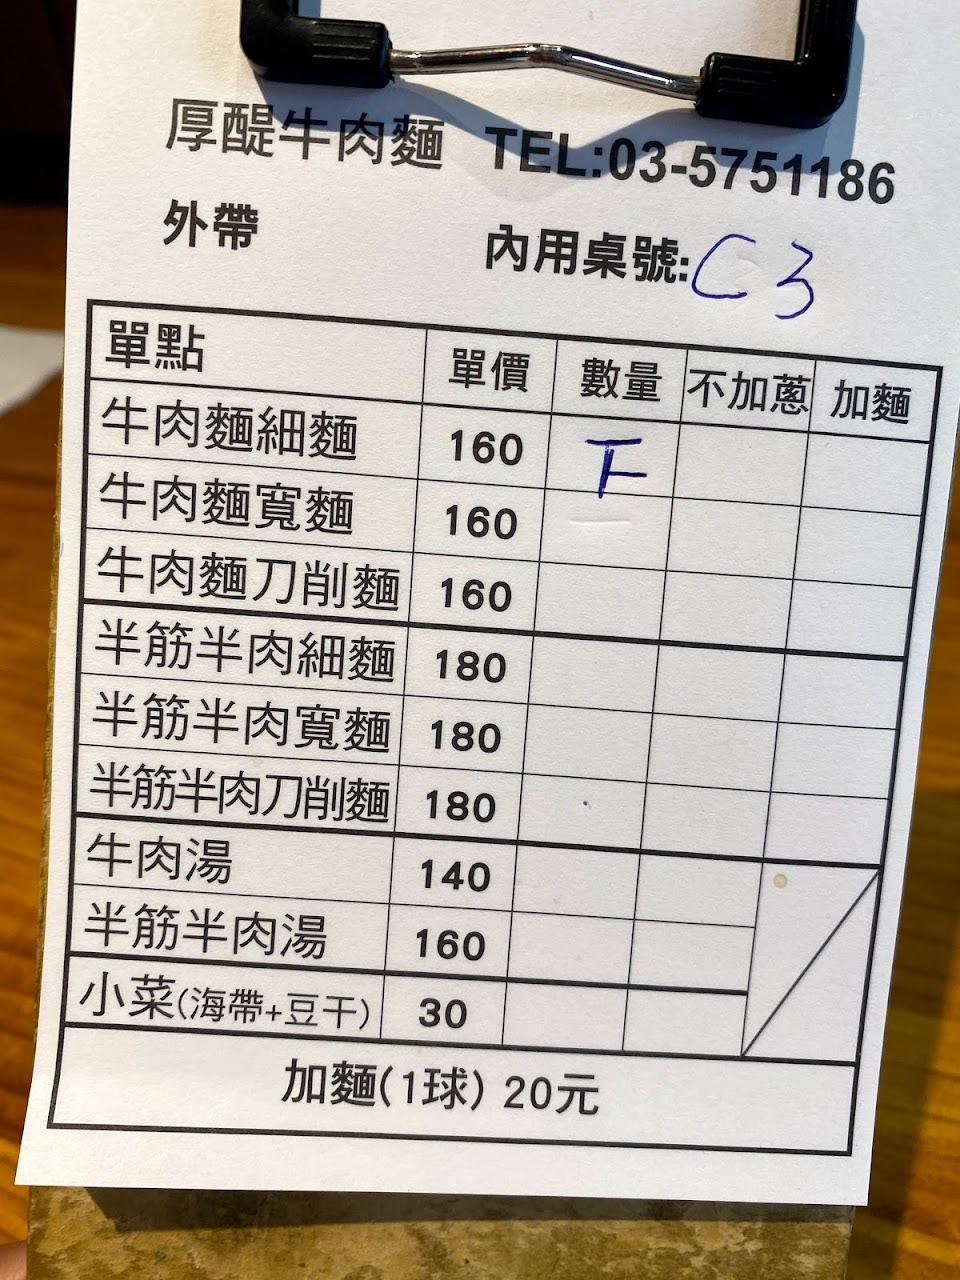 厚醍牛肉麵 TEL:03-5751186
外帶 內用桌號:C3
單點 單價 數量 不加蔥 加麵
牛肉麵細麵 160 𠄟
牛肉麵寬麵 160
牛肉麵刀削麵 160
半筋半肉細麵 180
半筋半肉寬麵 180
半筋半肉刀削麵 180
牛肉湯 140
半筋半肉湯 160
小菜(海帶+豆干) 30
加麵(1球) 20元